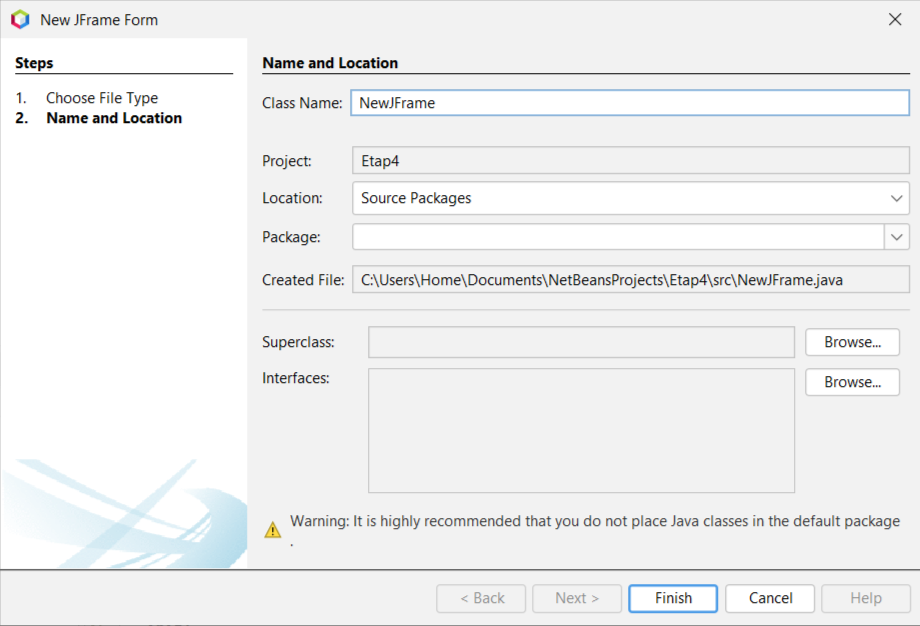 New JFrame Form
Steps
1. Choose File Type
2. Name and Location
Name and Location
Class Name: NewJFrame
Project: Etap4
Location: Source Packages
Package:
Created File: C:\Users\Home\Documents\NetBeansProjects\Etap4\src\NewJFrame.java
Superclass: Browse...
Interfaces: Browse...
Warning: It is highly recommended that you do not place Java classes in the default package
.
< Back Next > Finish Cancel Help